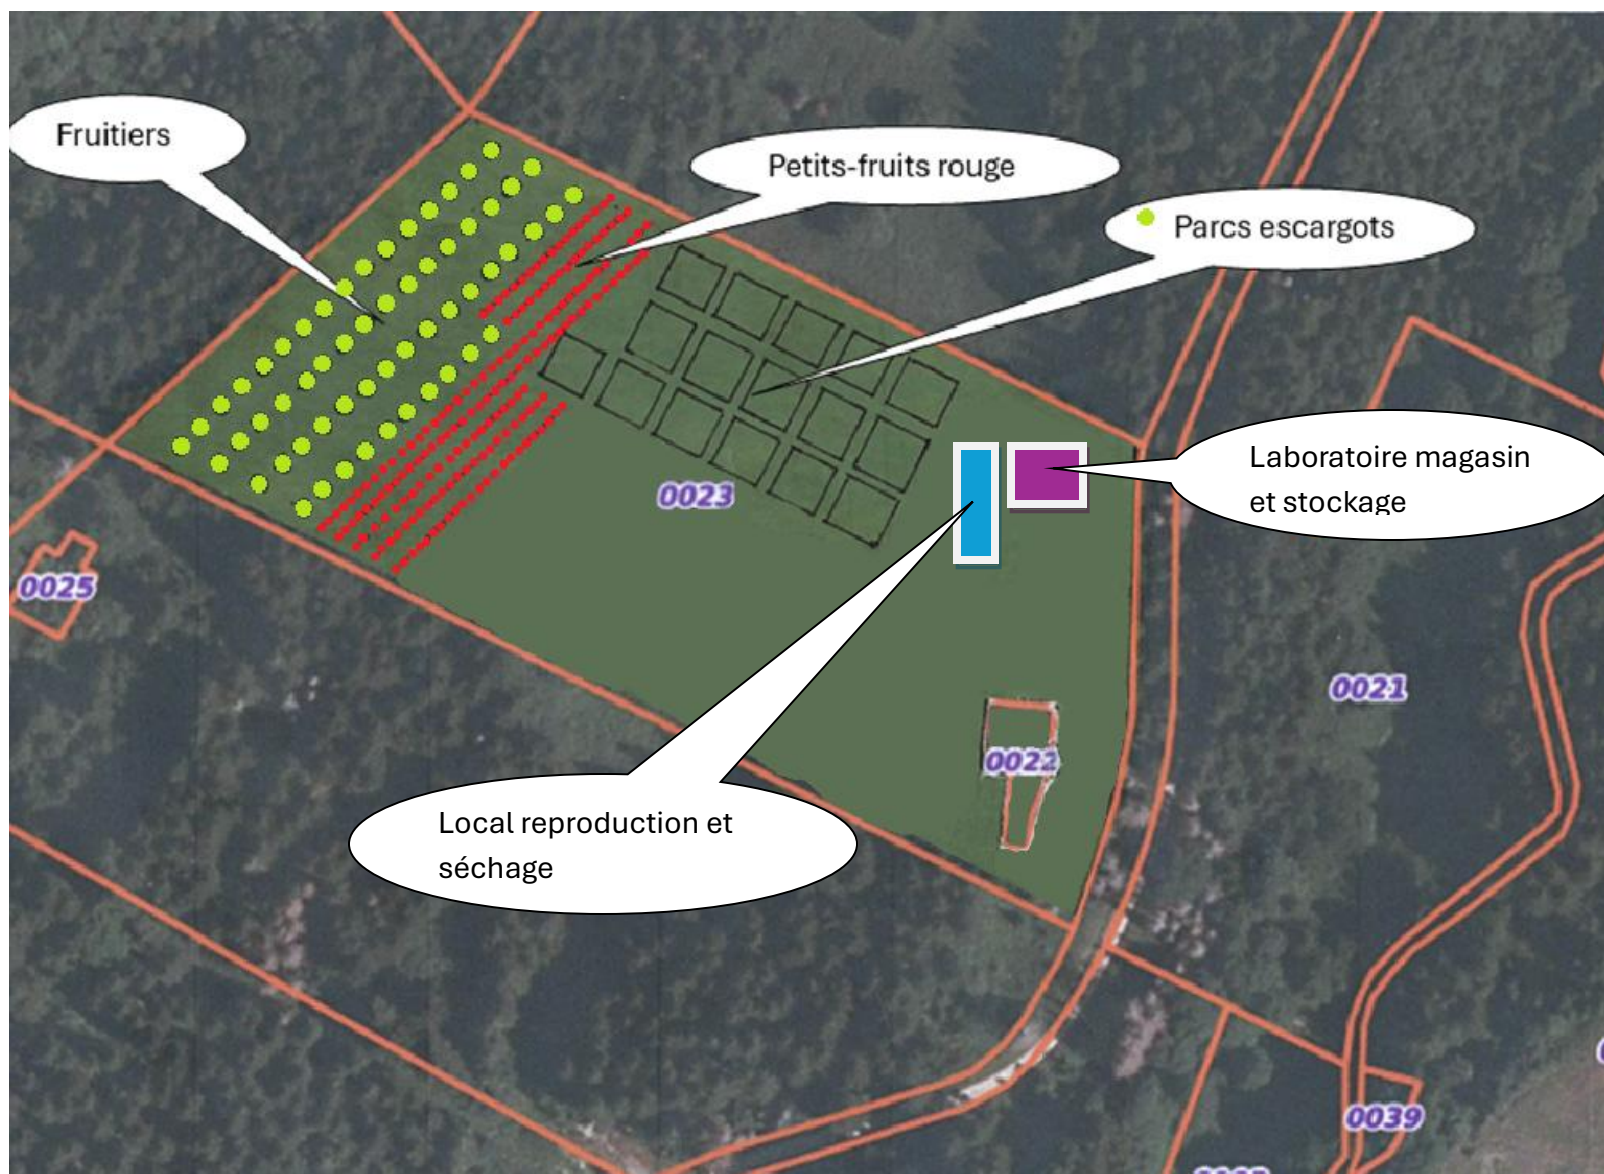 Fruitiers
Petits-fruits rouge
Parcs escargots
Laboratoire magasin
et stockage
0023
0025
0021
0022
Local reproduction et
séchage
0039